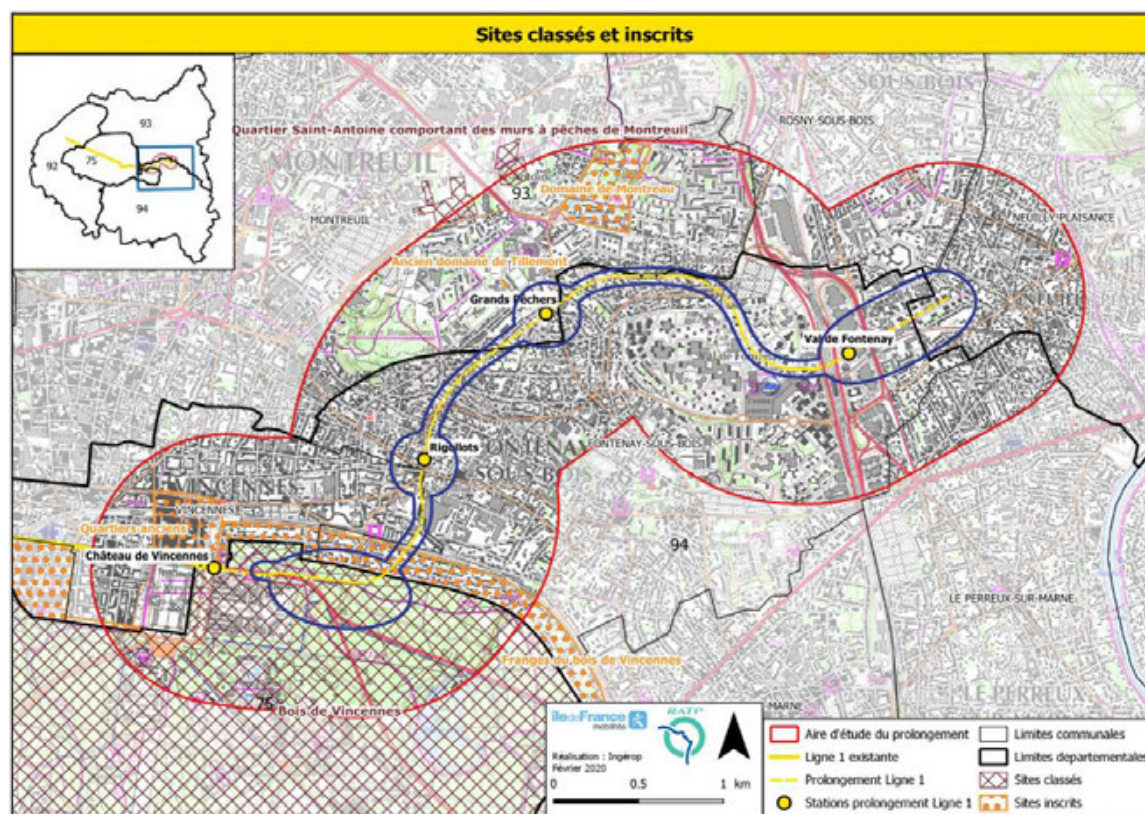 Sites classés et inscrits
93
92
75
94
Quartier Saint-Antoine comportant des murs à pêches de Montreuil
ROSNY
SOUS-BOIS
ROSNY-SOUS-BOIS
MONTREUIL
93
Domaine de Montreau
MONTREUIL
NEUILLY-PLAISANCE
Ancien domaine de Tillemont
Grands Pêchers
Val de Fontenay
Rigollots
FONTENAY-SOUS-BOIS
VINCENNES
VINCENNES
Quartiers anciens
Château de Vincennes
94
LE PERREUX-SUR-MARNE
Franges du bois de Vincennes
LE PERREUX
75
Bois de Vincennes
MARNE
île de France
mobilités
RATP
Réalisation : Ingérop
Février 2020
0 0.5 1 km
Aire d'étude du prolongement
Ligne 1 existante
Prolongement Ligne 1
Stations prolongement Ligne 1
Limites communales
Limites departementales
Sites classés
Sites inscrits